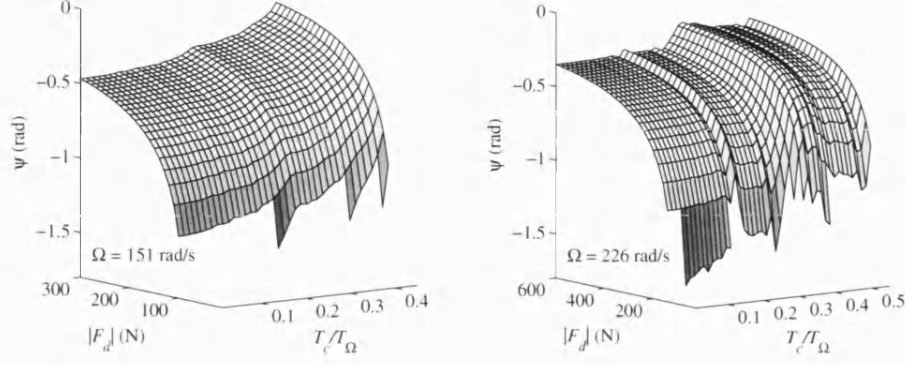 0
−0.5
−1
−1.5
ψ (rad)
Ω = 151 rad/s
300
200
100
|F_d| (N)
0.1
0.2
0.3
0.4
T_c/T_Ω
0
−0.5
−1
−1.5
ψ (rad)
Ω = 226 rad/s
600
400
200
|F_d| (N)
0.1
0.2
0.3
0.4
0.5
T_c/T_Ω